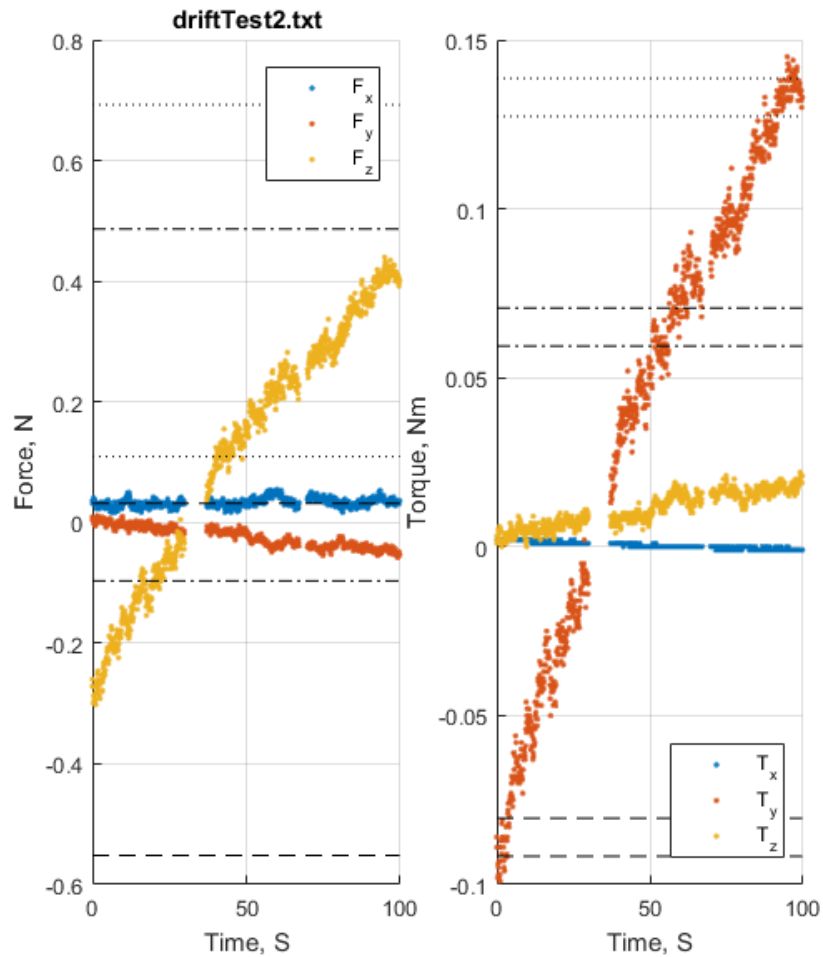 driftTest2.txt
0.8
0.6
0.4
0.2
0
-0.2
-0.4
-0.6
Force, N
0
50
100
Time, S
F_x
F_y
F_z
0.15
0.1
0.05
0
-0.05
-0.1
Torque, Nm
0
50
100
Time, S
T_x
T_y
T_z